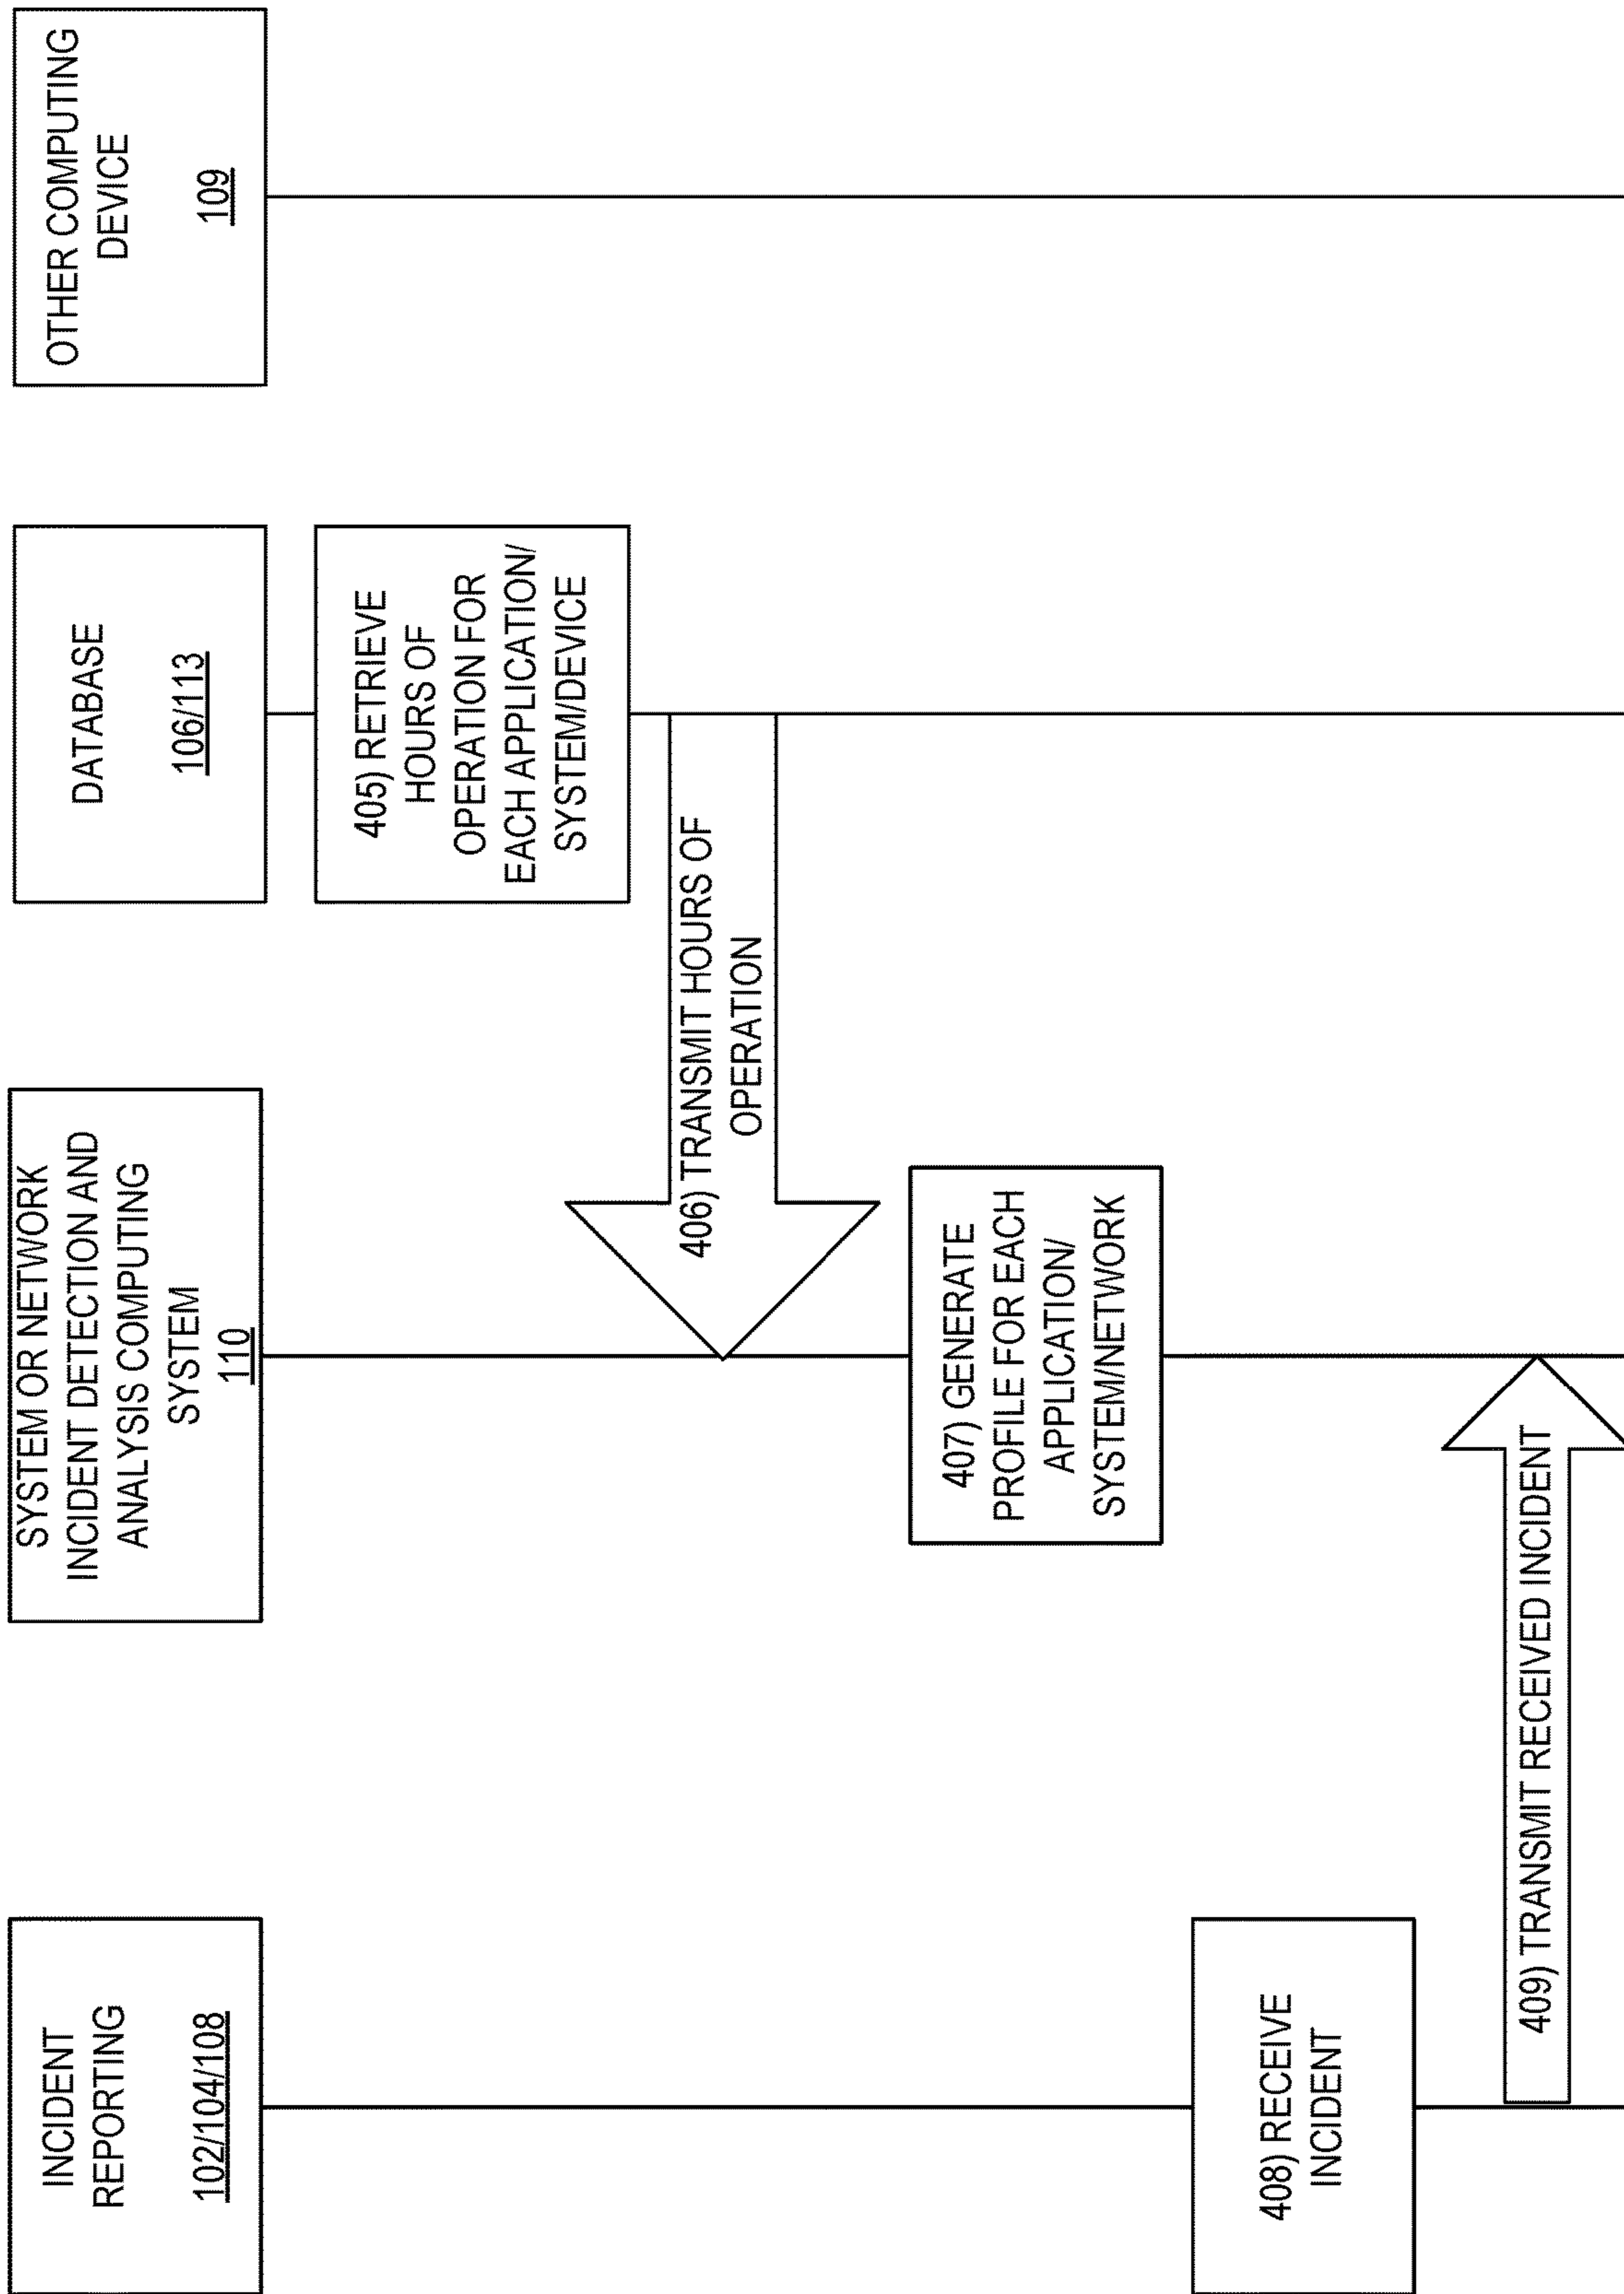 INCIDENT
REPORTING
102/104/108
SYSTEM OR NETWORK
INCIDENT DETECTION AND
ANALYSIS COMPUTING
SYSTEM
110
DATABASE
106/113
OTHER COMPUTING
DEVICE
109
405) RETRIEVE
HOURS OF
OPERATION FOR
EACH APPLICATION/
SYSTEM/DEVICE
406) TRANSMIT HOURS OF
OPERATION
407) GENERATE
PROFILE FOR EACH
APPLICATION/
SYSTEM/NETWORK
408) RECEIVE
INCIDENT
409) TRANSMIT RECEIVED INCIDENT